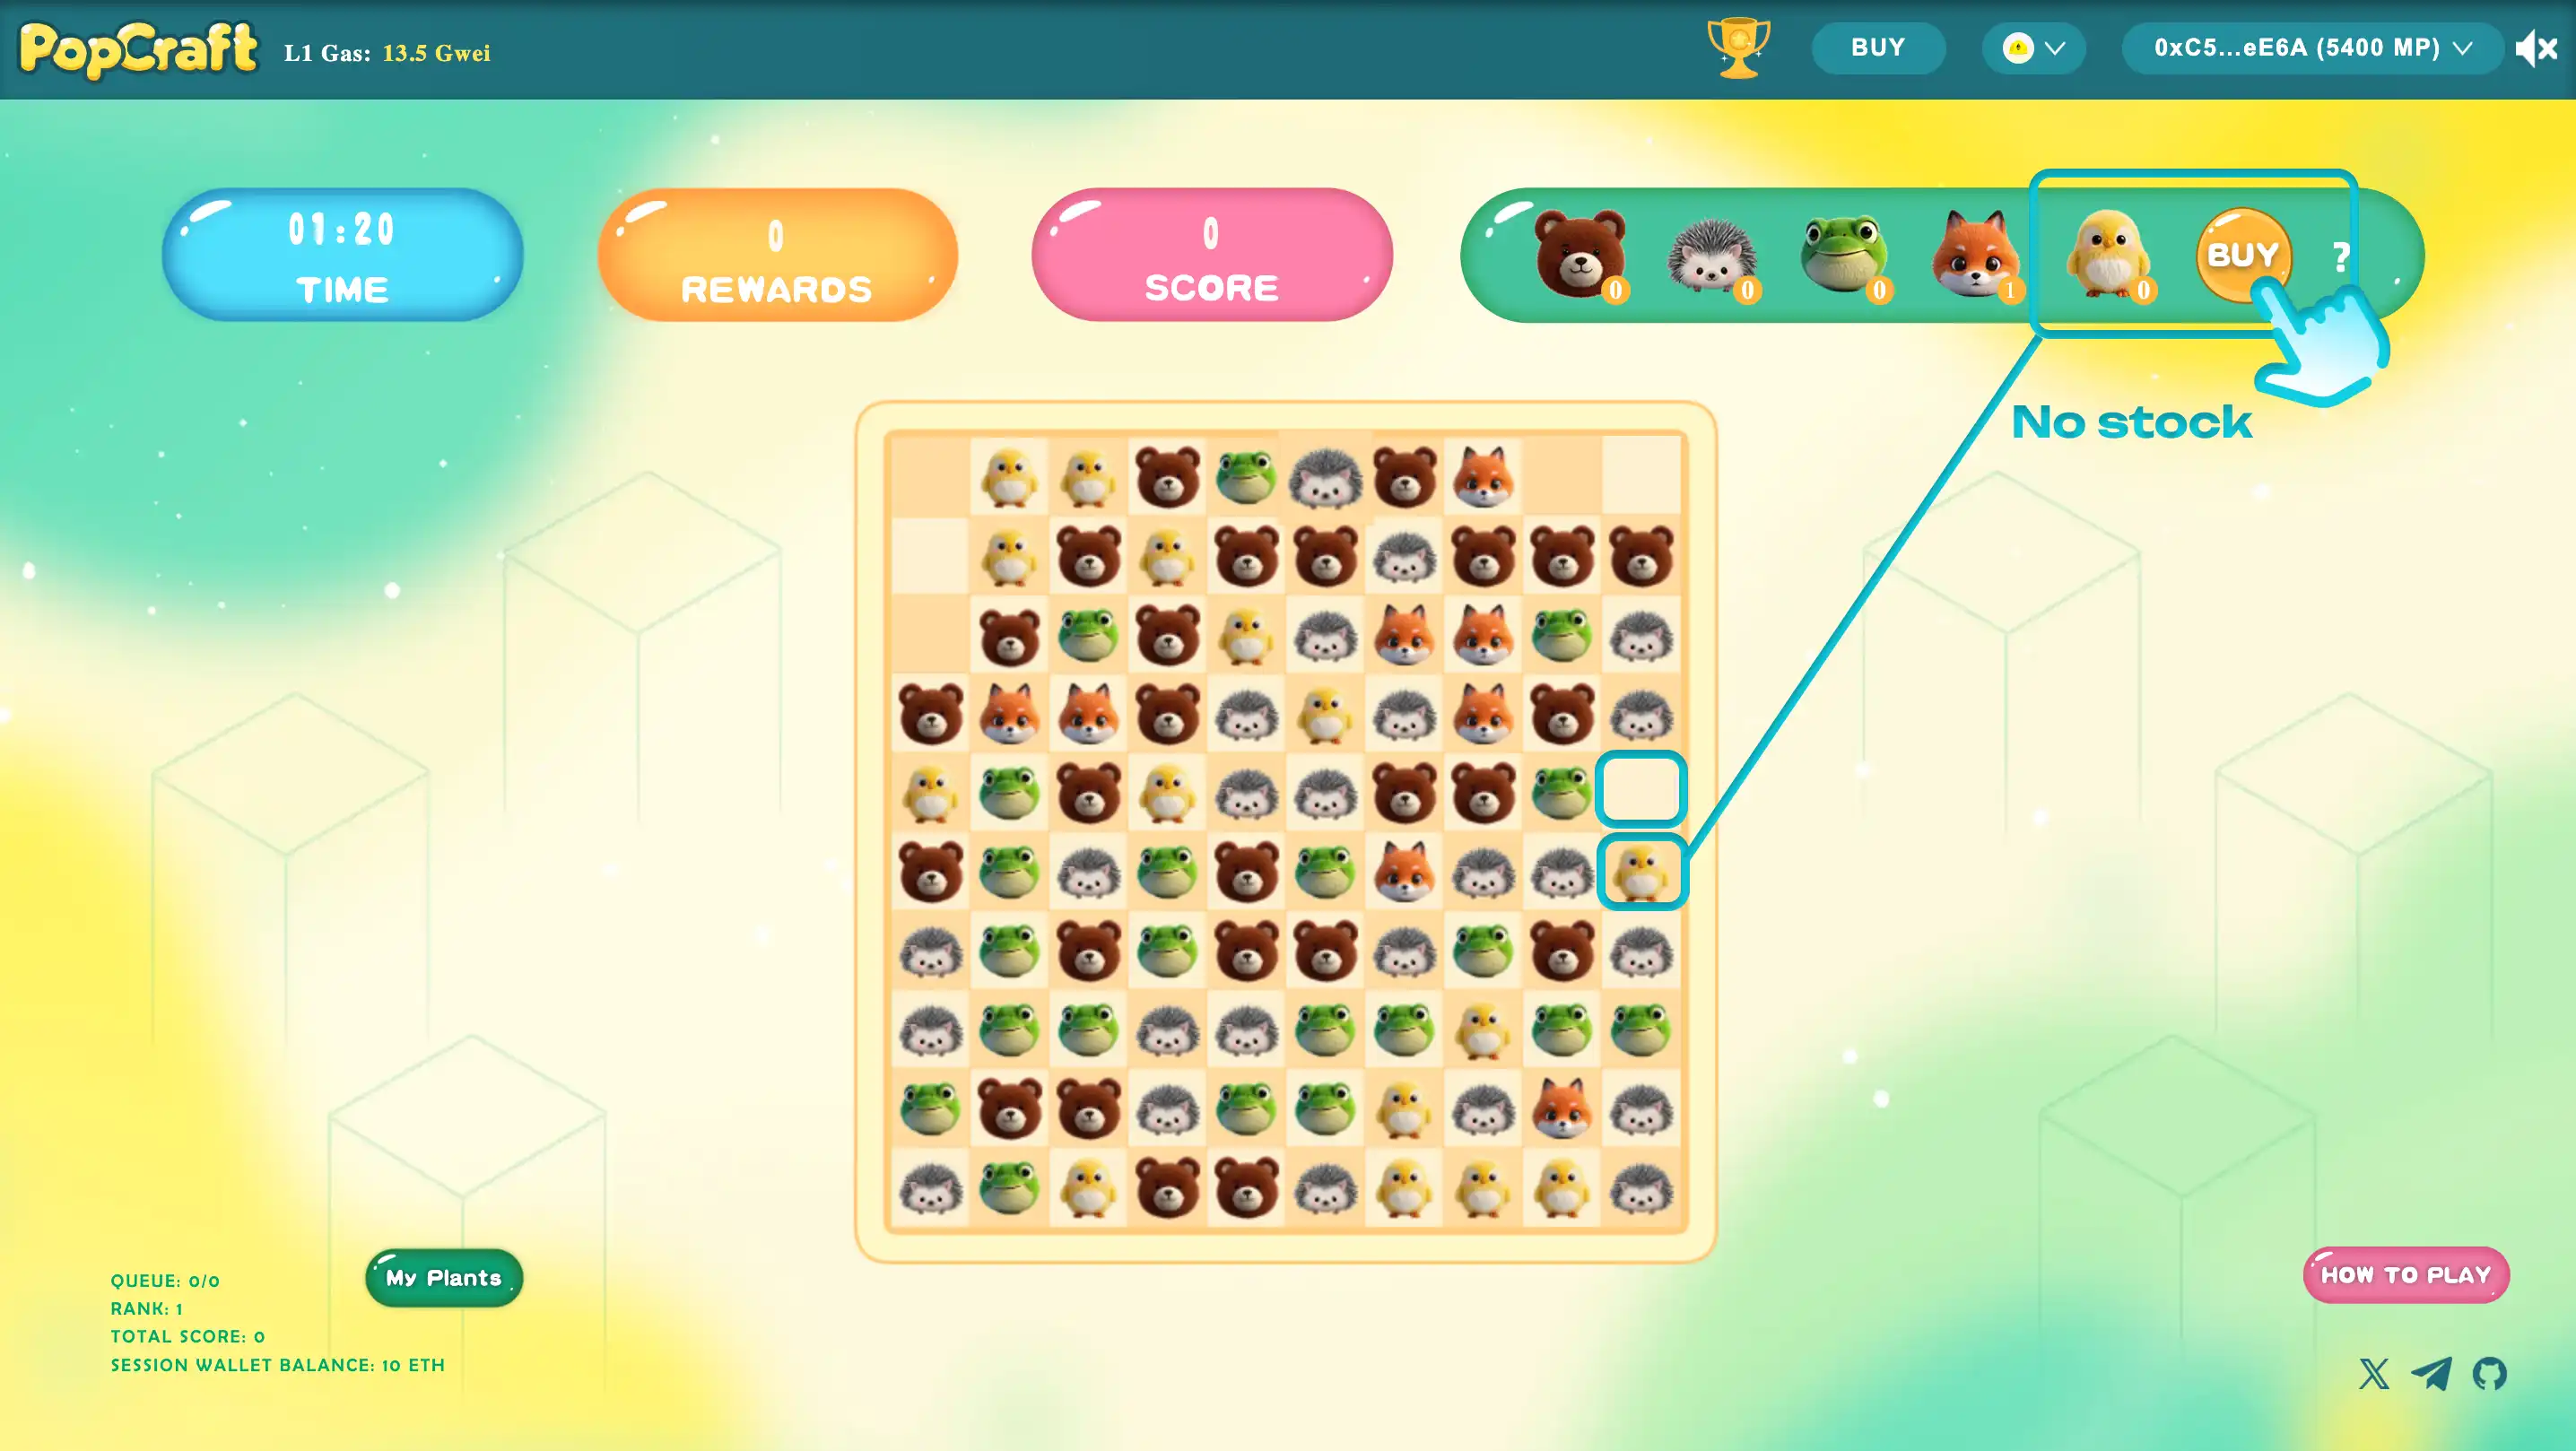 PopCraft
L1 Gas: 13.5 Gwei
BUY
0xC5...eE6A (5400 MP)
01:20
TIME
0
REWARDS
0
SCORE
0
0
0
1
0
BUY
?
No stock
My Plants
QUEUE: 0/0
RANK: 1
TOTAL SCORE: 0
SESSION WALLET BALANCE: 10 ETH
HOW TO PLAY